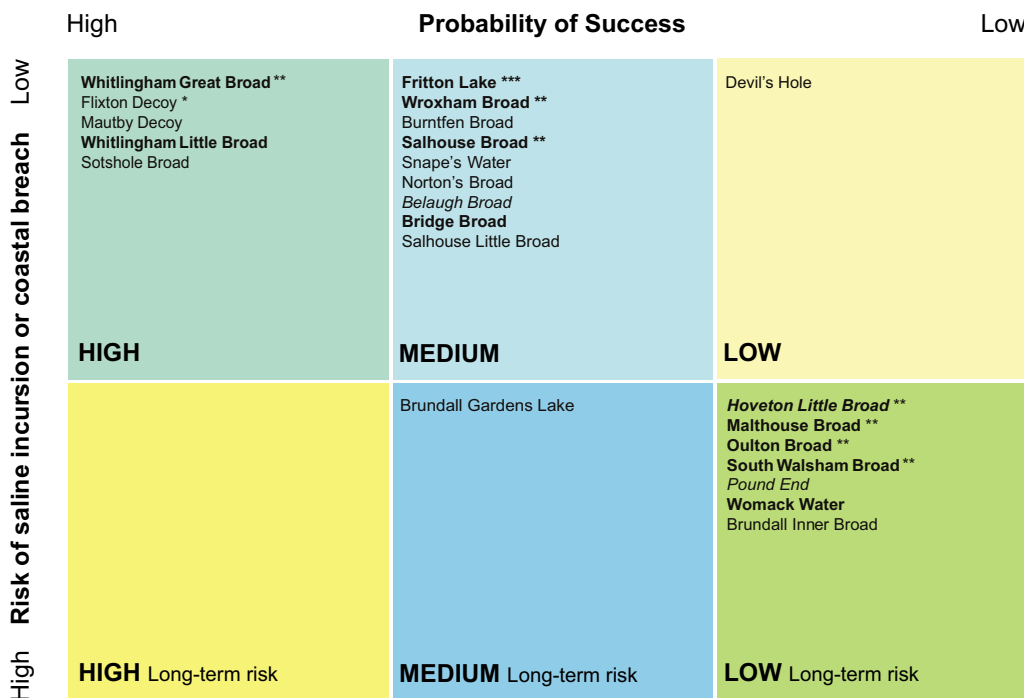 High Probability of Success Low
Low
Risk of saline incursion or coastal breach
High
Whitlingham Great Broad **
Flixton Decoy *
Mautby Decoy
Whitlingham Little Broad
Sotshole Broad
HIGH
Fritton Lake ***
Wroxham Broad **
Burntfen Broad
Salhouse Broad **
Snape's Water
Norton's Broad
Belaugh Broad
Bridge Broad
Salhouse Little Broad
MEDIUM
Devil's Hole
LOW
HIGH Long-term risk
Brundall Gardens Lake
MEDIUM Long-term risk
Hoveton Little Broad **
Malthouse Broad **
Oulton Broad **
South Walsham Broad **
Pound End
Womack Water
Brundall Inner Broad
LOW Long-term risk